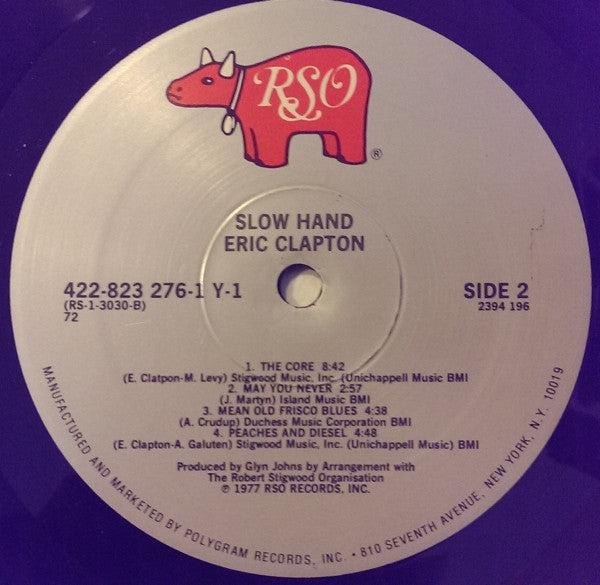 RSO
®
SLOW HAND
ERIC CLAPTON
422-823 276-1 Y-1
(RS-1-3030-B)
72
SIDE 2
2394 196
1. THE CORE 8:42
(E. Clatpon-M. Levy) Stigwood Music, Inc. (Unichappell Music BMI
2. MAY YOU NEVER 2:57
(J. Martyn) Island Music BMI
3. MEAN OLD FRISCO BLUES 4:38
(A. Crudup) Duchess Music Corporation BMI
4. PEACHES AND DIESEL 4:48
(E. Clapton-A. Galuten) Stigwood Music, Inc. (Unichappell Music) BMI
Produced by Glyn Johns by Arrangement with
The Robert Stigwood Organisation
℗ 1977 RSO RECORDS, INC.
MANUFACTURED AND MARKETED BY POLYGRAM RECORDS, INC. • 810 SEVENTH AVENUE, NEW YORK, N.Y. 10019